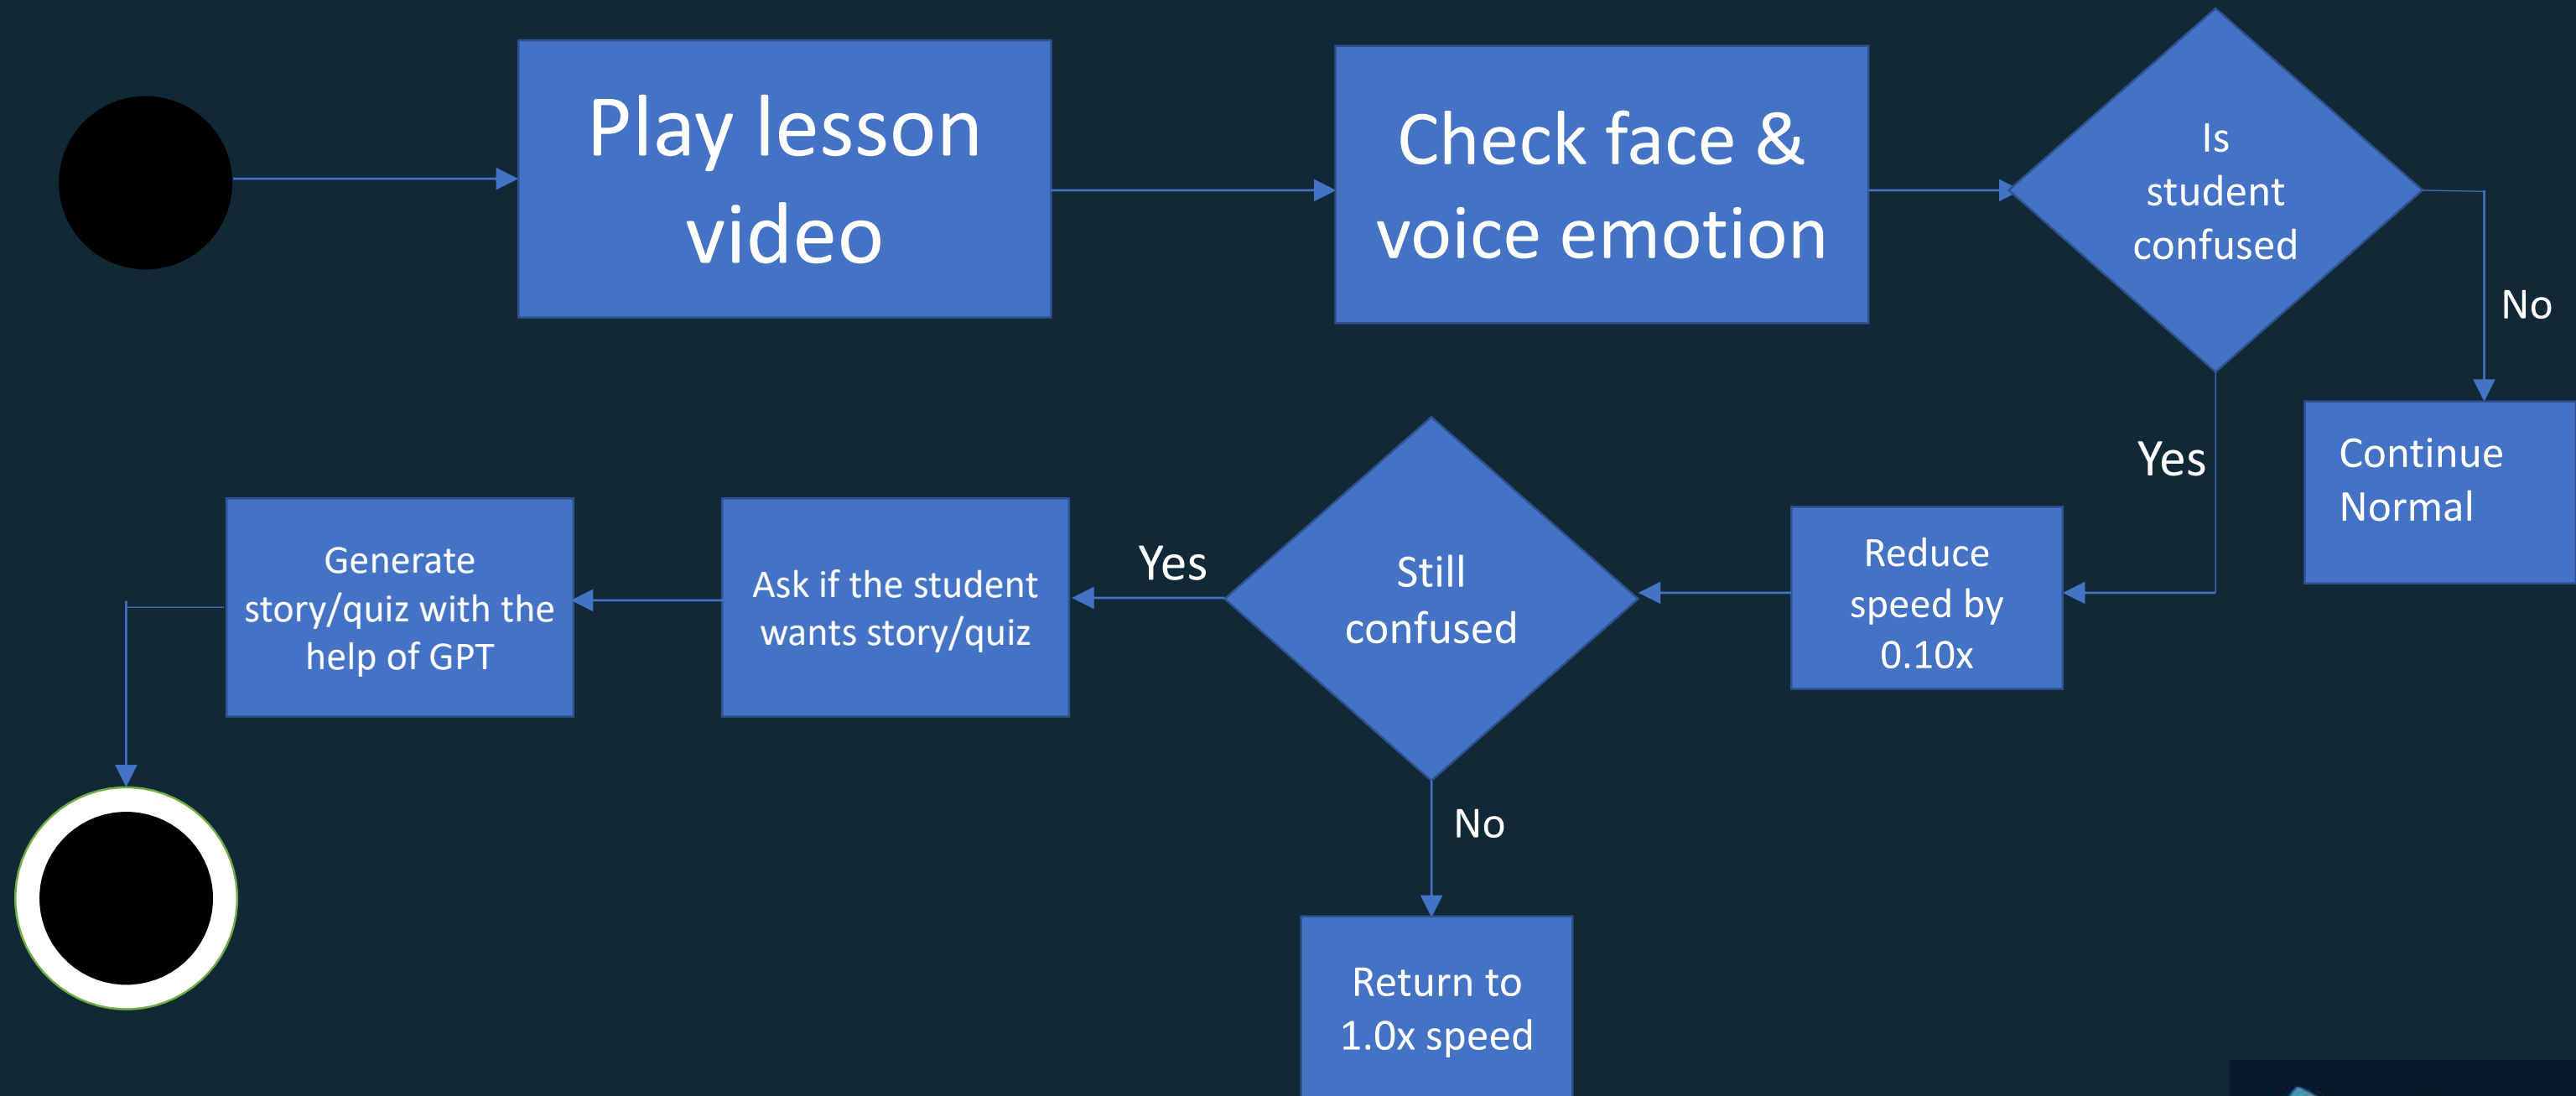 Play lesson
video
Check face &
voice emotion
Is
student
confused
No
Continue
Normal
Yes
Reduce
speed by
0.10x
Still
confused
Yes
Ask if the student
wants story/quiz
Generate
story/quiz with the
help of GPT
No
Return to
1.0x speed